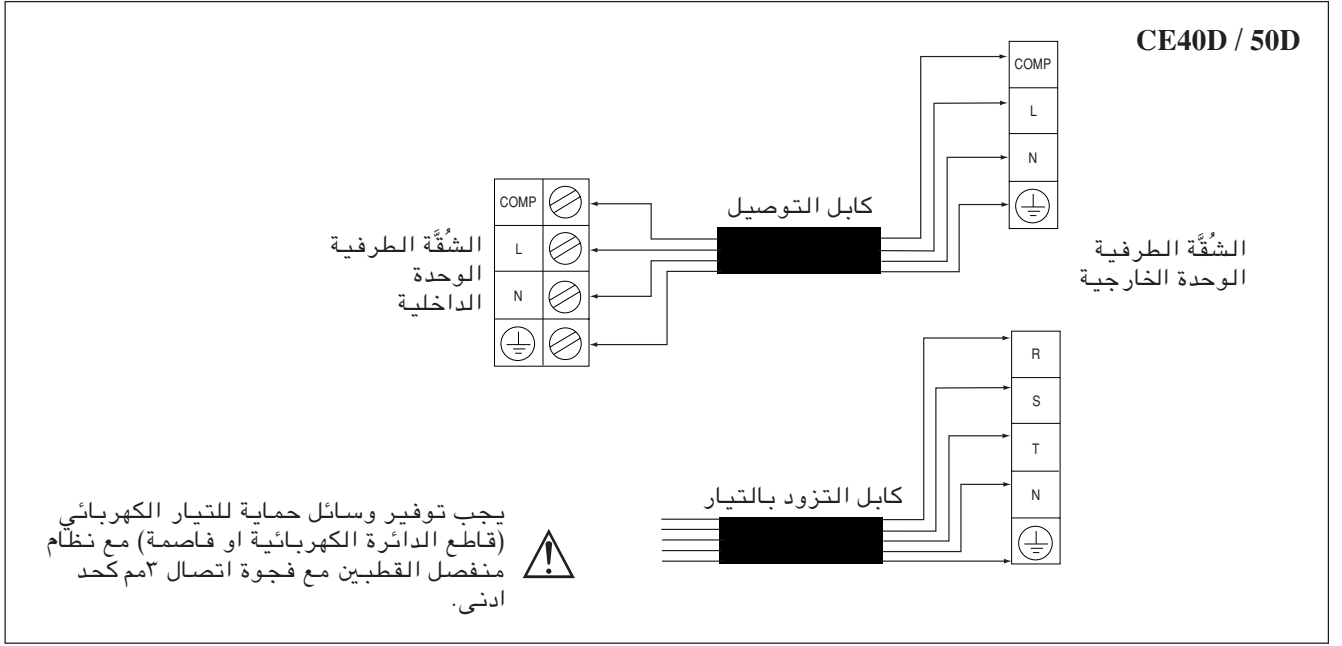 CE40D / 50D
COMP
L
N
كابل التوصيل
COMP
L
N
الشُقَّة الطرفية
الوحدة
الداخلية
الشُقَّة الطرفية
الوحدة الخارجية
R
S
T
N
كابل التزود بالتيار
يجب توفير وسائل حماية للتيار الكهربائي
(قاطع الدائرة الكهربائية او فاصمة) مع نظام
منفصل القطبين مع فجوة اتصال ٣مم كحد
ادنى.